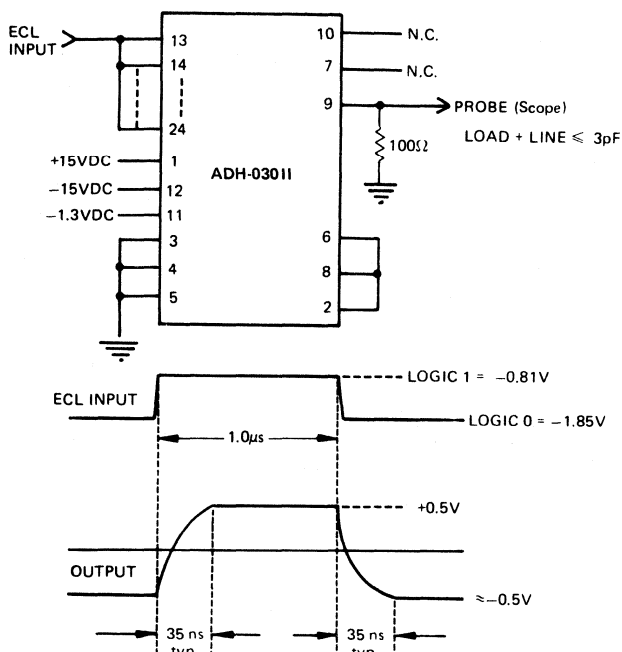 ECL
INPUT
13
14
24
1
12
11
3
4
5
+15VDC
−15VDC
−1.3VDC
ADH-030II
10
7
9
6
8
2
N.C.
N.C.
PROBE (Scope)
LOAD + LINE ⩽ 3pF
100Ω
ECL INPUT
LOGIC 1 = −0.81V
LOGIC 0 = −1.85V
1.0μs
+0.5V
OUTPUT
≈−0.5V
35 ns
typ
35 ns
typ